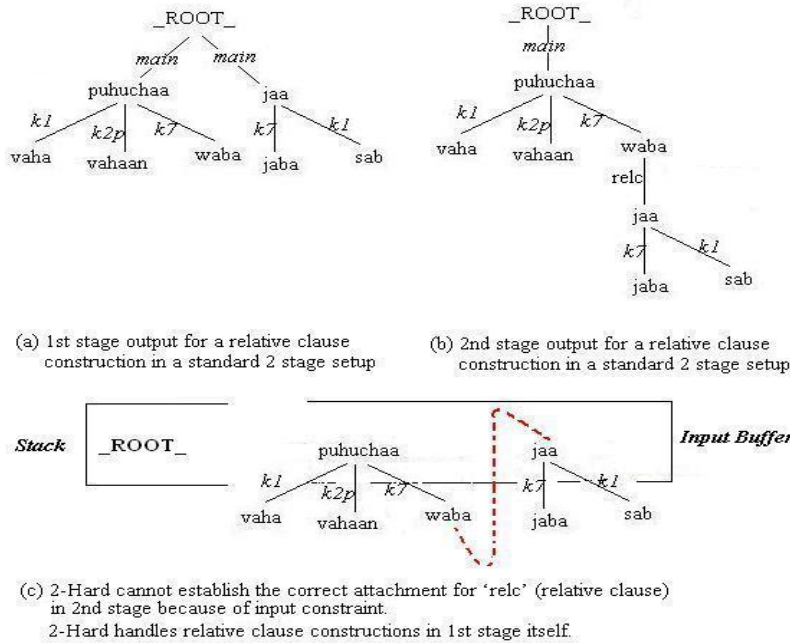 _ROOT_
main main
puhuchaa jaa
k1 k2p k7 k7 k1
vaha vahaan waba jaba sab
(a) 1st stage output for a relative clause
construction in a standard 2 stage setup
_ROOT_
main
puhuchaa
k1 k2p k7
vaha vahaan waba
relc
jaa
k7 k1
jaba sab
(b) 2nd stage output for a relative clause
construction in a standard 2 stage setup
Stack _ROOT_ puhuchaa jaa Input Buffer
k1 k2p k7 k7 k1
vaha vahaan waba jaba sab
(c) 2-Hard cannot establish the correct attachment for ‘relc’ (relative clause)
in 2nd stage because of input constraint.
2-Hard handles relative clause constructions in 1st stage itself.